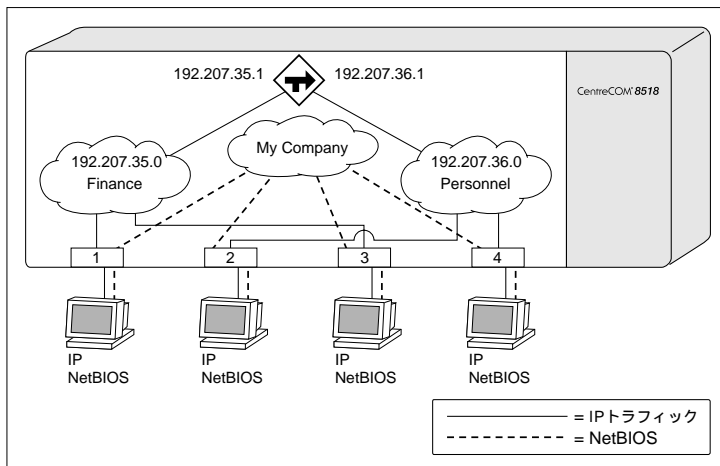 192.207.35.1
192.207.36.1
CentreCOM® 8518
My Company
192.207.35.0
Finance
192.207.36.0
Personnel
1
2
3
4
IP
NetBIOS
IP
NetBIOS
IP
NetBIOS
IP
NetBIOS
= IPトラフィック
= NetBIOS